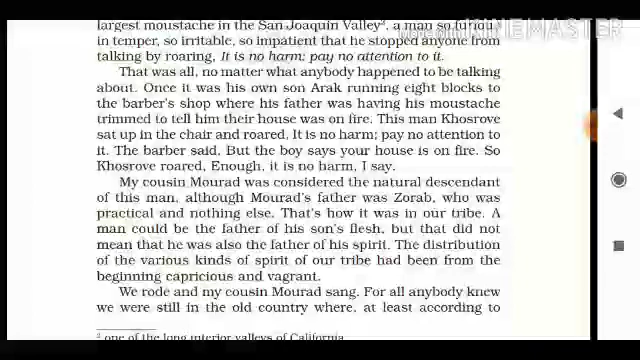 largest moustache in the San Joaquin Valley², a man so furious
in temper, so irritable, so impatient that he stopped anyone from
Made with KINEMASTER
talking by roaring, It is no harm; pay no attention to it.
That was all, no matter what anybody happened to be talking
about. Once it was his own son Arak running eight blocks to
the barber's shop where his father was having his moustache
trimmed to tell him their house was on fire. This man Khosrove
sat up in the chair and roared, It is no harm; pay no attention to
it. The barber said, But the boy says your house is on fire. So
Khosrove roared, Enough, it is no harm, I say.
My cousin Mourad was considered the natural descendant
of this man, although Mourad's father was Zorab, who was
practical and nothing else. That's how it was in our tribe. A
man could be the father of his son's flesh, but that did not
mean that he was also the father of his spirit. The distribution
of the various kinds of spirit of our tribe had been from the
beginning capricious and vagrant.
We rode and my cousin Mourad sang. For all anybody knew
we were still in the old country where, at least according to
² one of the long interior valleys of California